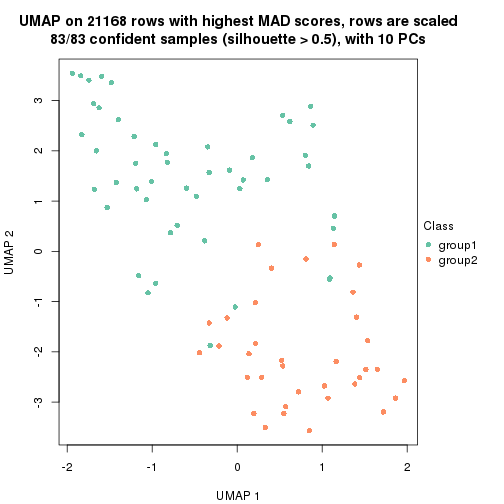 UMAP on 21168 rows with highest MAD scores, rows are scaled
83/83 confident samples (silhouette > 0.5), with 10 PCs
3
2
1
0
-1
-2
-3
UMAP 2
-2
-1
0
1
2
UMAP 1
Class
group1
group2